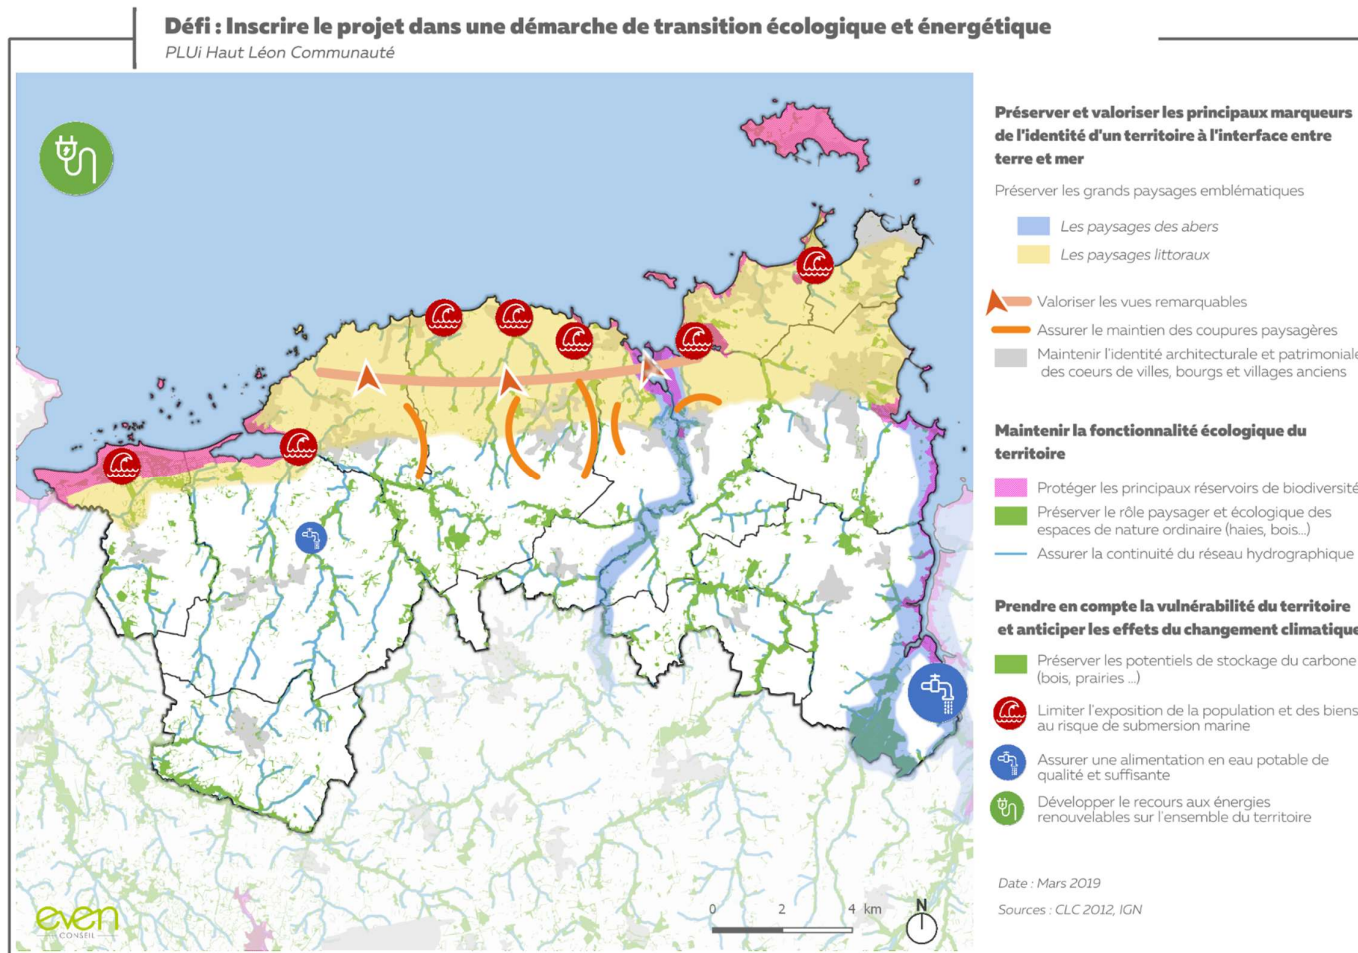 Défi : Inscrire le projet dans une démarche de transition écologique et énergétique
PLUi Haut Léon Communauté
Préserver et valoriser les principaux marqueurs
de l'identité d'un territoire à l'interface entre
terre et mer
Préserver les grands paysages emblématiques
Les paysages des abers
Les paysages littoraux
Valoriser les vues remarquables
Assurer le maintien des coupures paysagères
Maintenir l'identité architecturale et patrimoniale
des coeurs de villes, bourgs et villages anciens
Maintenir la fonctionnalité écologique du
territoire
Protéger les principaux réservoirs de biodiversité
Préserver le rôle paysager et écologique des
espaces de nature ordinaire (haies, bois...)
Assurer la continuité du réseau hydrographique
Prendre en compte la vulnérabilité du territoire
et anticiper les effets du changement climatique
Préserver les potentiels de stockage du carbone
(bois, prairies ...)
Limiter l'exposition de la population et des biens
au risque de submersion marine
Assurer une alimentation en eau potable de
qualité et suffisante
Développer le recours aux énergies
renouvelables sur l'ensemble du territoire
Date : Mars 2019
Sources : CLC 2012, IGN
0 2 4 km
N
even
CONSEIL